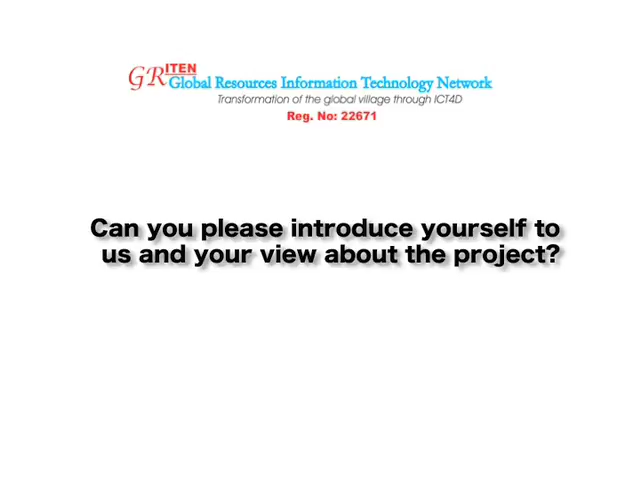 GRITEN
Global Resources Information Technology Network
Transformation of the global village through ICT4D
Reg. No: 22671
Can you please introduce yourself to
us and your view about the project?